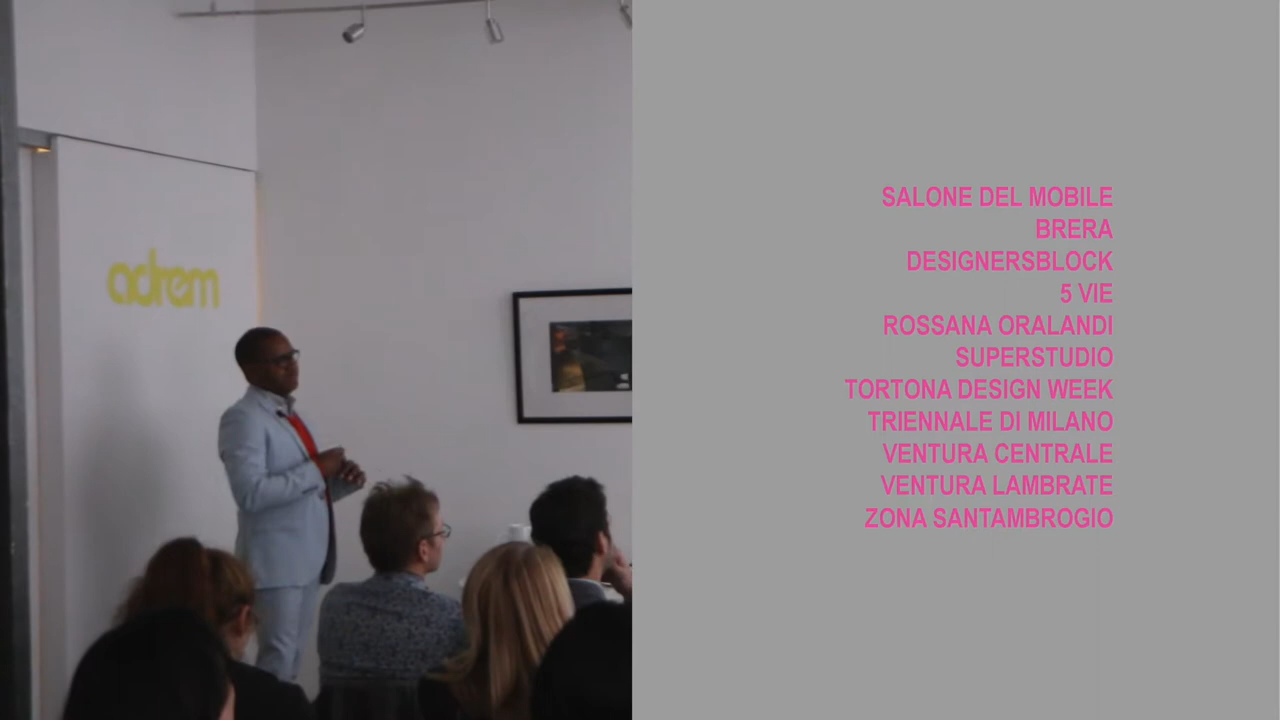 adrem
SALONE DEL MOBILE
BRERA
DESIGNERSBLOCK
5 VIE
ROSSANA ORALANDI
SUPERSTUDIO
TORTONA DESIGN WEEK
TRIENNALE DI MILANO
VENTURA CENTRALE
VENTURA LAMBRATE
ZONA SANTAMBROGIO